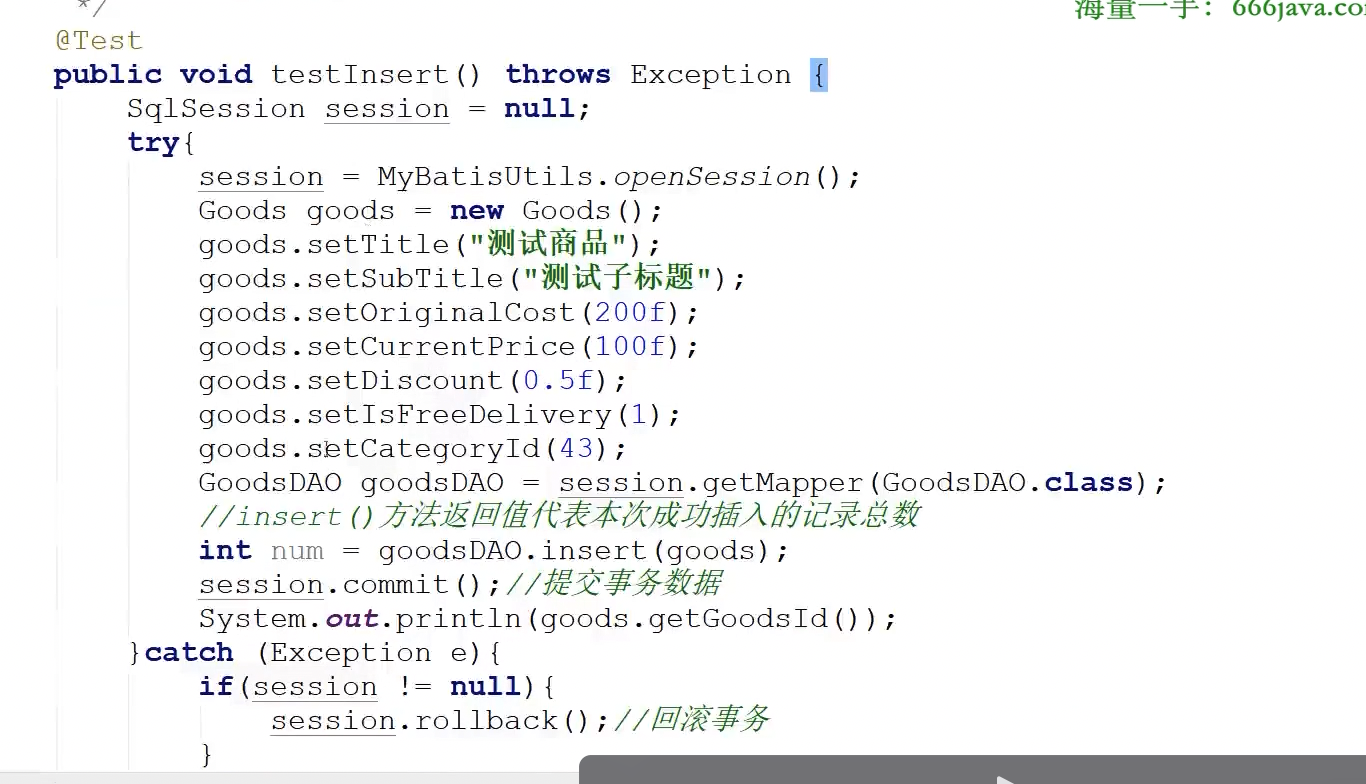 */
海量一手：666java.co
@Test
public void testInsert() throws Exception {
SqlSession session = null;
try{
session = MyBatisUtils.openSession();
Goods goods = new Goods();
goods.setTitle("测试商品");
goods.setSubTitle("测试子标题");
goods.setOriginalCost(200f);
goods.setCurrentPrice(100f);
goods.setDiscount(0.5f);
goods.setIsFreeDelivery(1);
goods.setCategoryId(43);
GoodsDAO goodsDAO = session.getMapper(GoodsDAO.class);
//insert()方法返回值代表本次成功插入的记录总数
int num = goodsDAO.insert(goods);
session.commit();//提交事务数据
System.out.println(goods.getGoodsId());
}catch (Exception e){
if(session != null){
session.rollback();//回滚事务
}